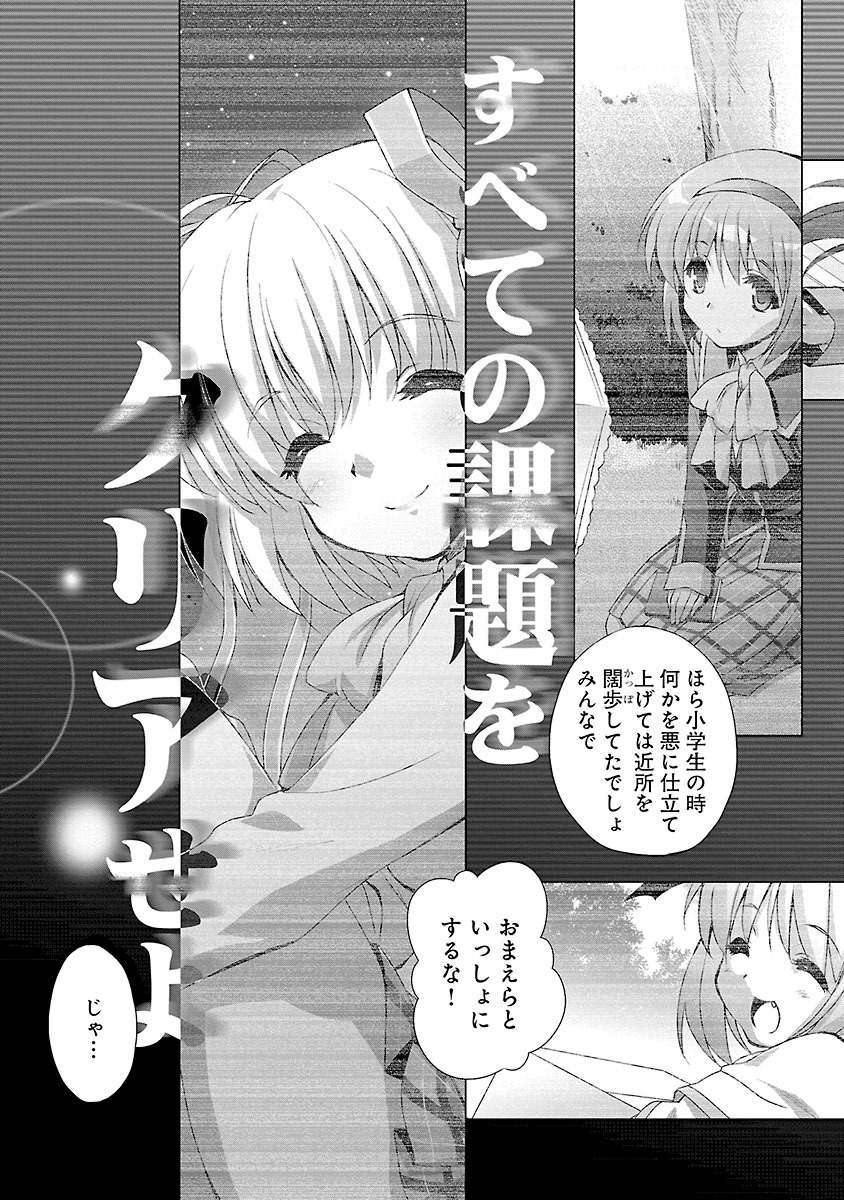 すべての課題を
クリアせよ
ほら小学生の時
何かを悪に仕立て
上げては近所を
闊歩してたでしょ
かっぽ
みんなで
おまえらと
いっしょに
するな!
じゃ…